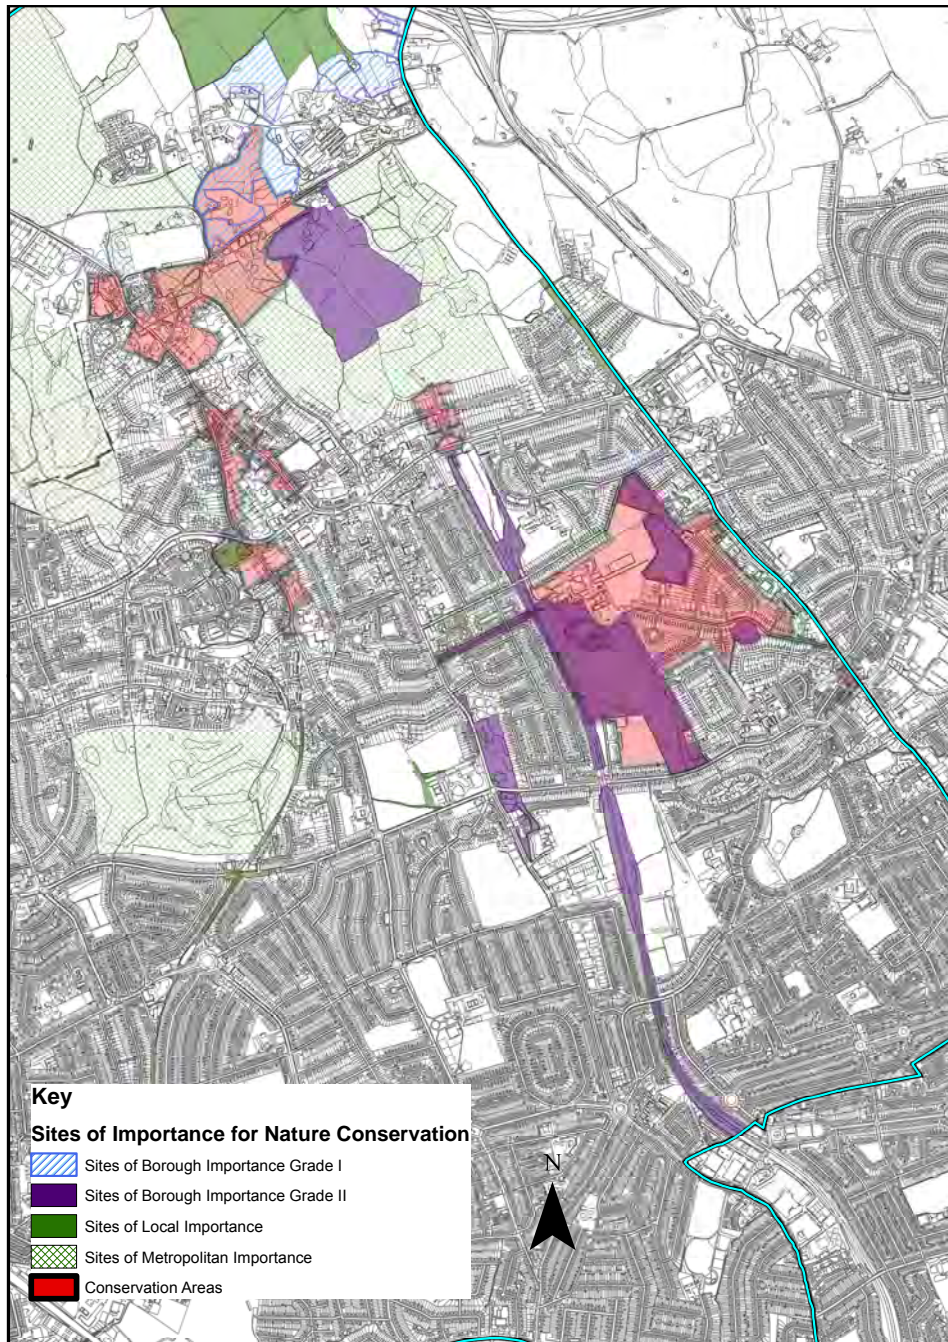 Key
Sites of Importance for Nature Conservation
Sites of Borough Importance Grade I
Sites of Borough Importance Grade II
Sites of Local Importance
Sites of Metropolitan Importance
Conservation Areas
N